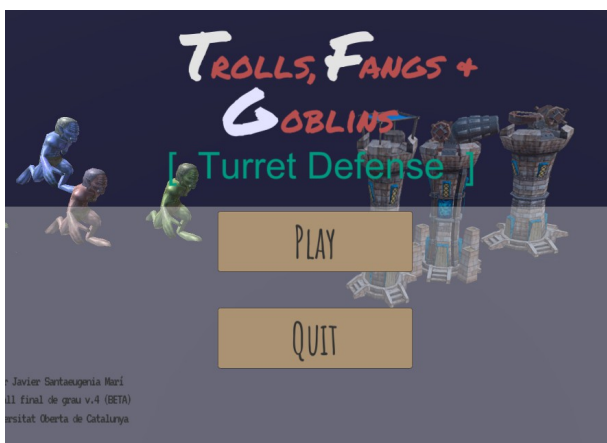 TROLLS, FANGS +
GOBLINS
[ Turret Defense ]
PLAY
QUIT
r Javier Santaeugenia Marí
all final de grau v.4 (BETA)
ersitat Oberta de Catalunya